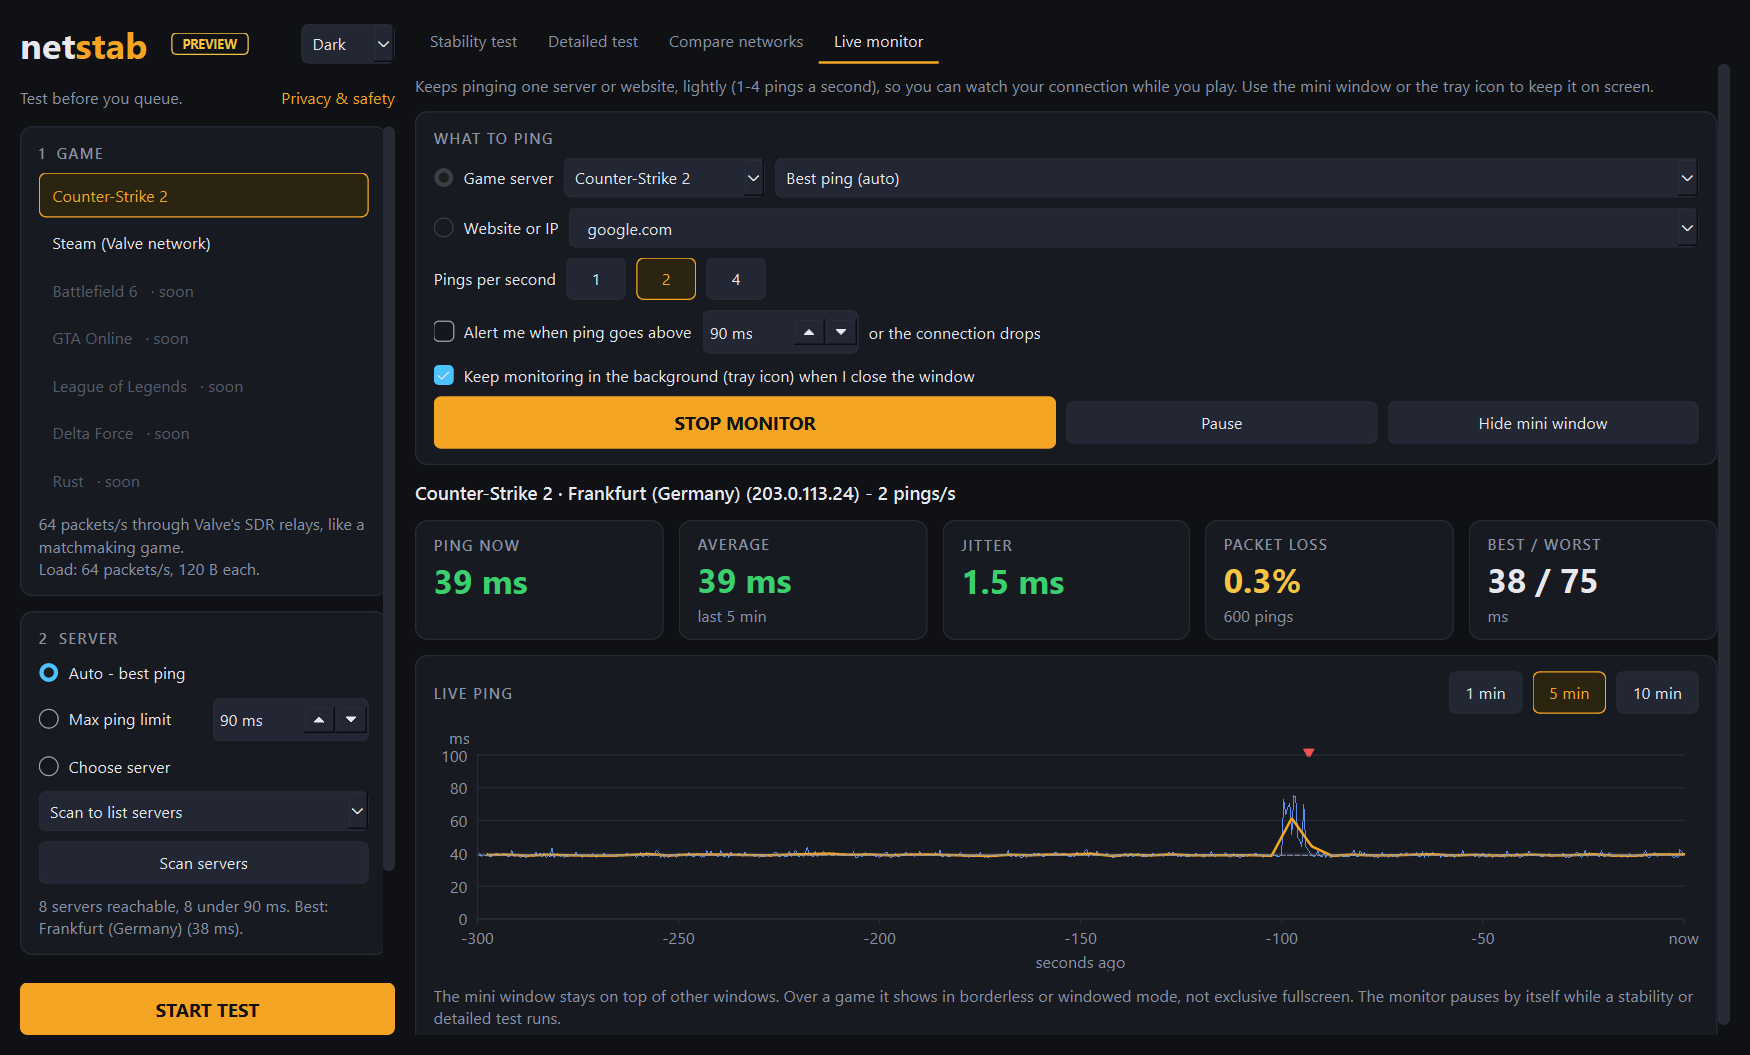 netstab
PREVIEW
Dark
Test before you queue.
Privacy & safety
1 GAME
Counter-Strike 2
Steam (Valve network)
Battlefield 6 · soon
GTA Online · soon
League of Legends · soon
Delta Force · soon
Rust · soon
64 packets/s through Valve's SDR relays, like a
matchmaking game.
Load: 64 packets/s, 120 B each.
2 SERVER
Auto - best ping
Max ping limit
90 ms
Choose server
Scan to list servers
Scan servers
8 servers reachable, 8 under 90 ms. Best:
Frankfurt (Germany) (38 ms).
START TEST
Stability test
Detailed test
Compare networks
Live monitor
Keeps pinging one server or website, lightly (1-4 pings a second), so you can watch your connection while you play. Use the mini window or the tray icon to keep it on screen.
WHAT TO PING
Game server
Counter-Strike 2
Best ping (auto)
Website or IP
google.com
Pings per second
1
2
4
Alert me when ping goes above
90 ms
or the connection drops
Keep monitoring in the background (tray icon) when I close the window
STOP MONITOR
Pause
Hide mini window
Counter-Strike 2 · Frankfurt (Germany) (203.0.113.24) - 2 pings/s
PING NOW
39 ms
AVERAGE
39 ms
last 5 min
JITTER
1.5 ms
PACKET LOSS
0.3%
600 pings
BEST / WORST
38 / 75
ms
LIVE PING
1 min
5 min
10 min
ms
100
80
60
40
20
0
-300
-250
-200
-150
-100
-50
now
seconds ago
The mini window stays on top of other windows. Over a game it shows in borderless or windowed mode, not exclusive fullscreen. The monitor pauses by itself while a stability or
detailed test runs.